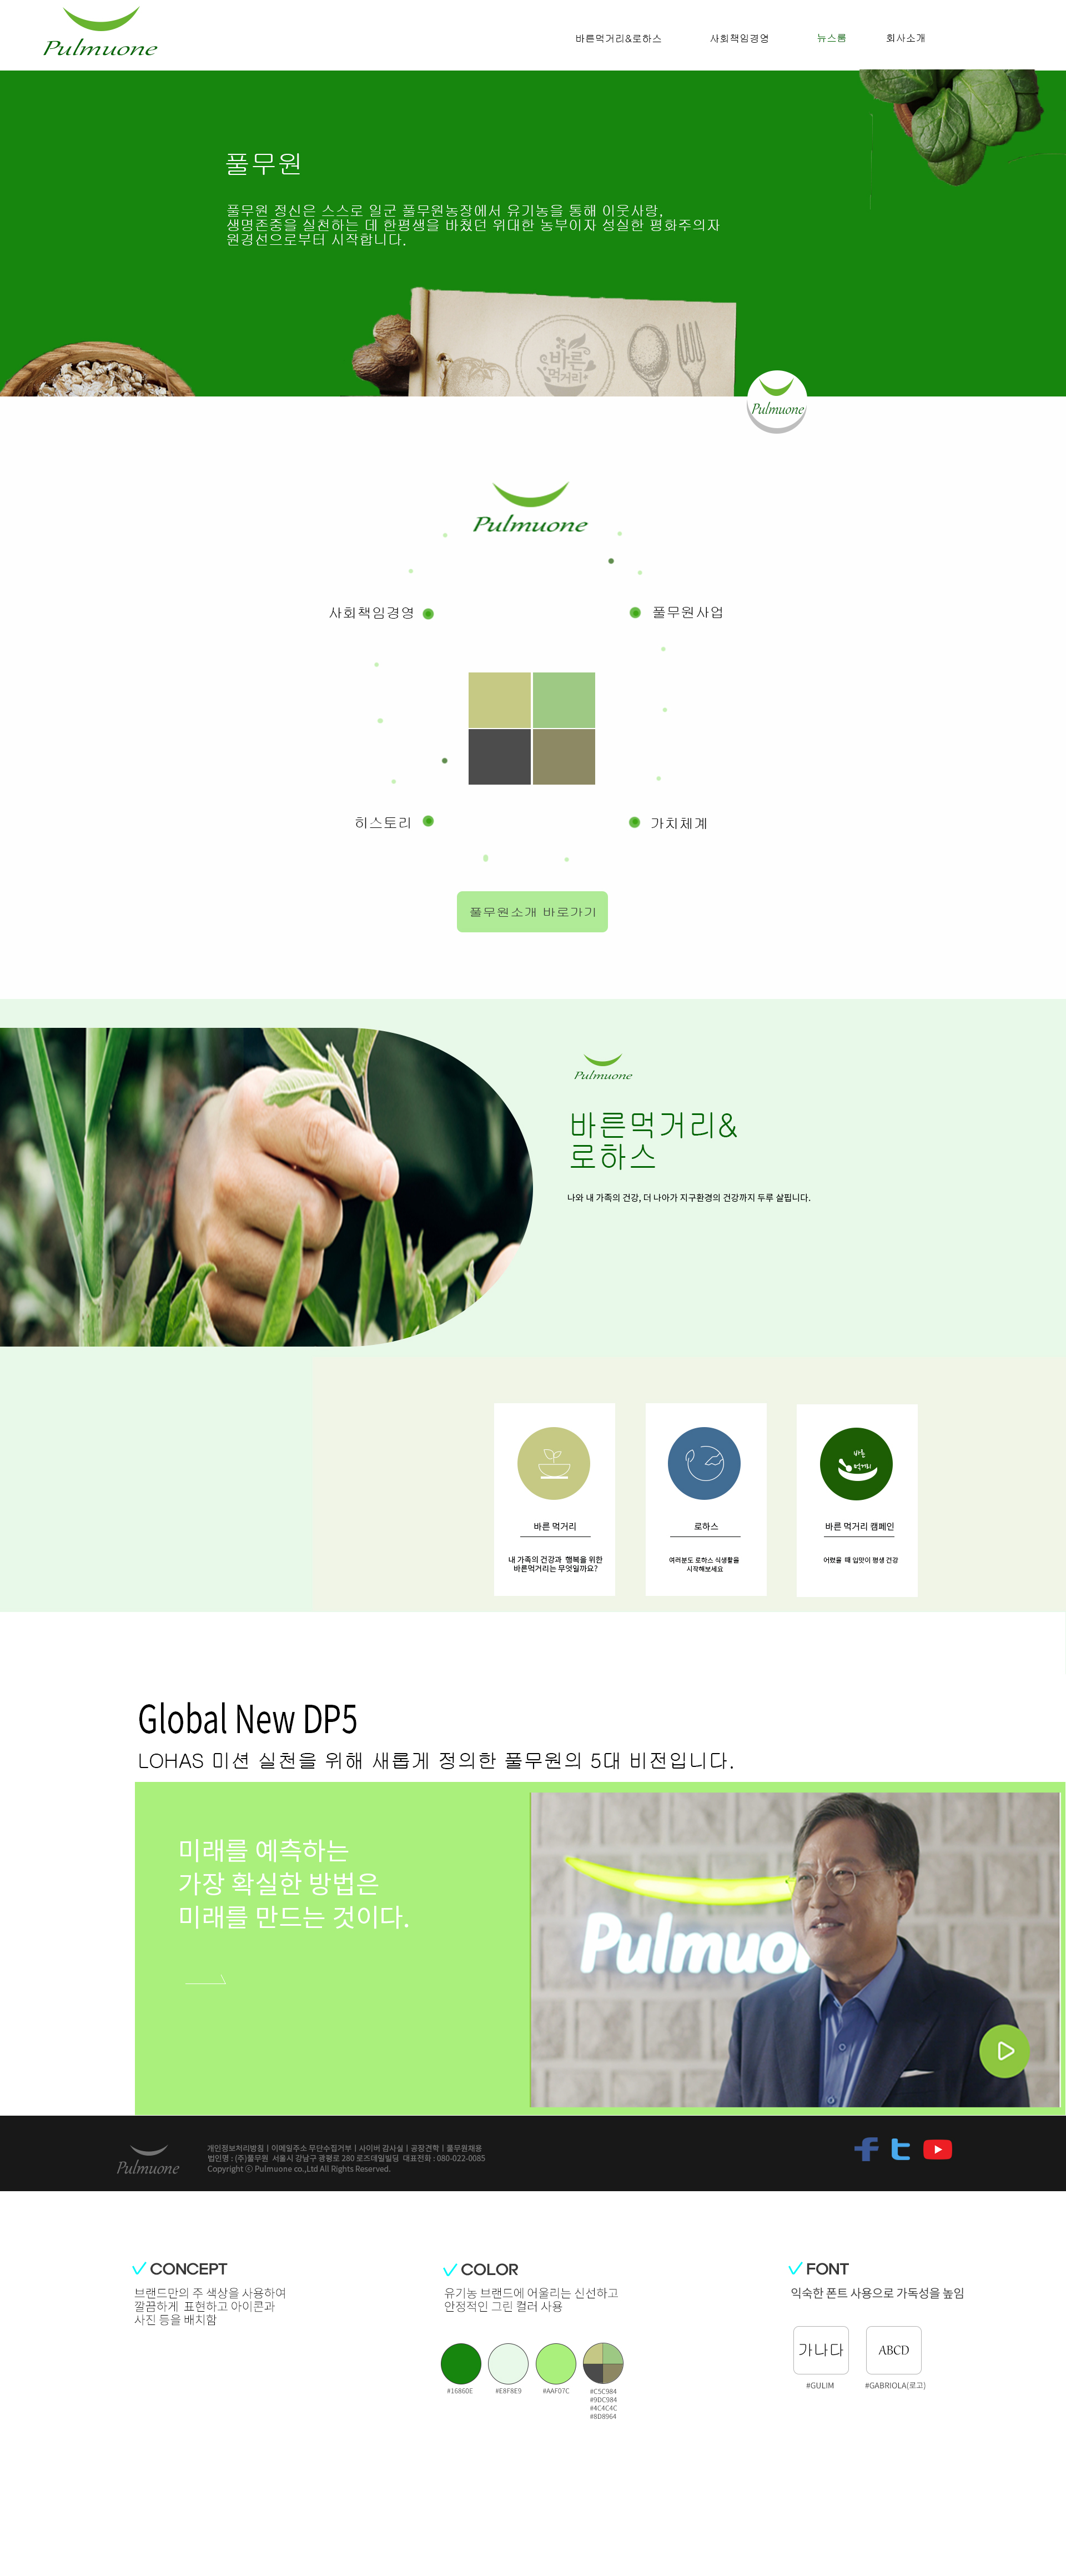 Pulmuone
바른먹거리&로하스
사회책임경영
뉴스룸
회사소개
풀무원
풀무원 정신은 스스로 일군 풀무원농장에서 유기농을 통해 이웃사랑,
생명존중을 실천하는 데 한평생을 바쳤던 위대한 농부이자 성실한 평화주의자
원경선으로부터 시작합니다.
바른
먹거리
Pulmuone
Pulmuone
사회책임경영
풀무원사업
히스토리
가치체계
풀무원소개 바로가기
Pulmuone
바른먹거리&
로하스
나와 내 가족의 건강, 더 나아가 지구환경의 건강까지 두루 살핍니다.
바른 먹거리
내 가족의 건강과 행복을 위한
바른먹거리는 무엇일까요?
로하스
여러분도 로하스 식생활을
시작해보세요
바른
먹거리
바른 먹거리 캠페인
어렸을 때 입맛이 평생 건강
Global New DP5
LOHAS 미션 실천을 위해 새롭게 정의한 풀무원의 5대 비전입니다.
미래를 예측하는
가장 확실한 방법은
미래를 만드는 것이다.
Pulmuon
Pulmuone
개인정보처리방침 | 이메일주소 무단수집거부 | 사이버 감사실 | 공장견학 | 풀무원채용
법인명 : (주)풀무원 서울시 강남구 광평로 280 로즈데일빌딩 대표전화 : 080-022-0085
Copyright ⓒ Pulmuone co.,Ltd All Rights Reserved.
CONCEPT
브랜드만의 주 색상을 사용하여
깔끔하게 표현하고 아이콘과
사진 등을 배치함
COLOR
유기농 브랜드에 어울리는 신선하고
안정적인 그린 컬러 사용
#16860E
#E8F8E9
#AAF07C
#C5C984
#9DC984
#4C4C4C
#8D8964
FONT
익숙한 폰트 사용으로 가독성을 높임
가나다
ABCD
#GULIM
#GABRIOLA(로고)